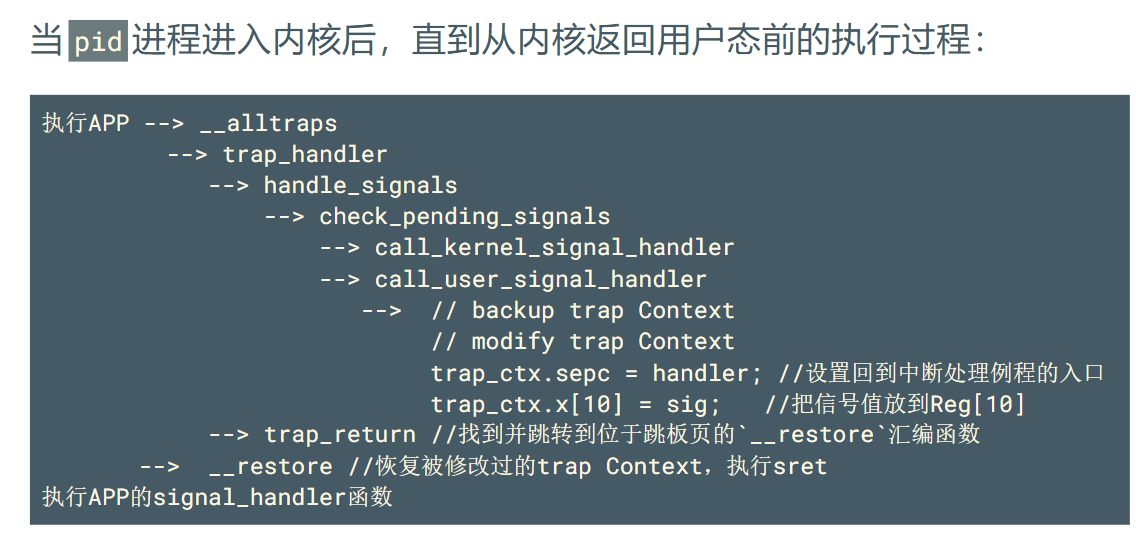 当 pid 进程进入内核后，直到从内核返回用户态前的执行过程：
执行APP --> __alltraps
--> trap_handler
--> handle_signals
--> check_pending_signals
--> call_kernel_signal_handler
--> call_user_signal_handler
--> // backup trap Context
// modify trap Context
trap_ctx.sepc = handler; //设置回到中断处理例程的入口
trap_ctx.x[10] = sig; //把信号值放到Reg[10]
--> trap_return //找到并跳转到位于跳板页的`__restore`汇编函数
--> __restore //恢复被修改过的trap Context，执行sret
执行APP的signal_handler函数